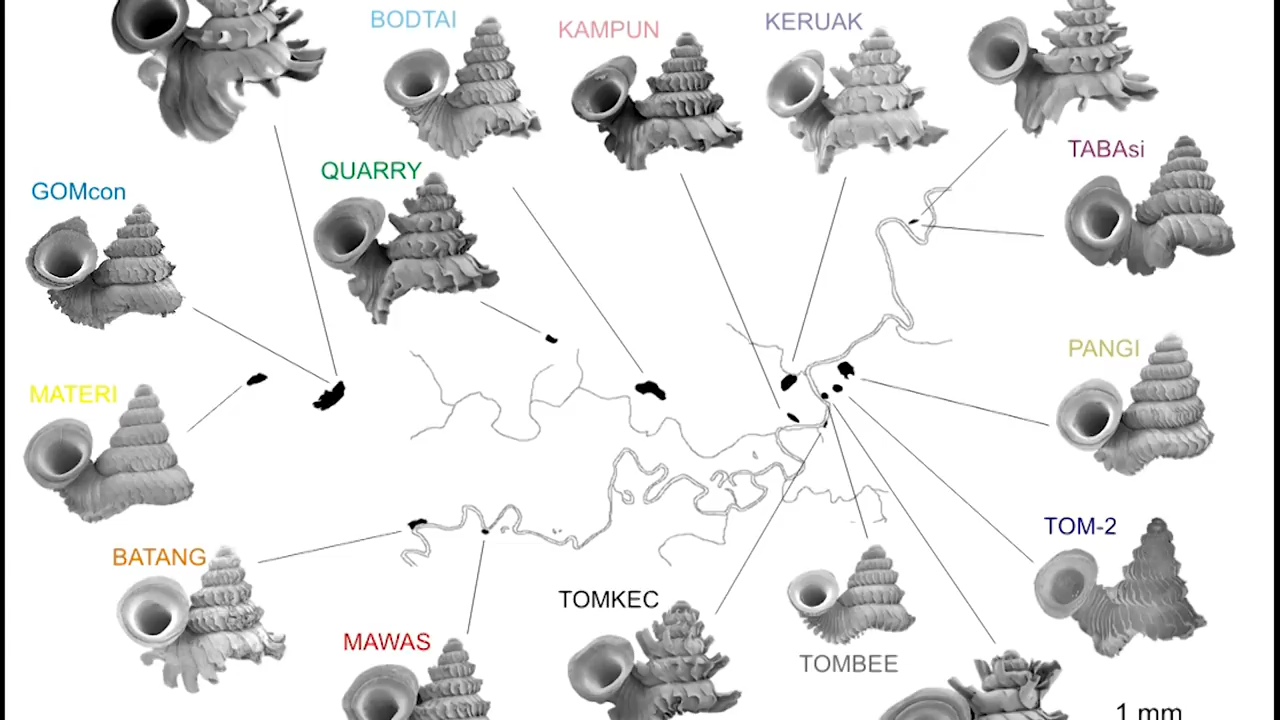 BODTAI
KAMPUN
KERUAK
TABAsi
QUARRY
GOMcon
PANGI
MATERI
TOM-2
BATANG
TOMKEC
MAWAS
TOMBEE
1 mm